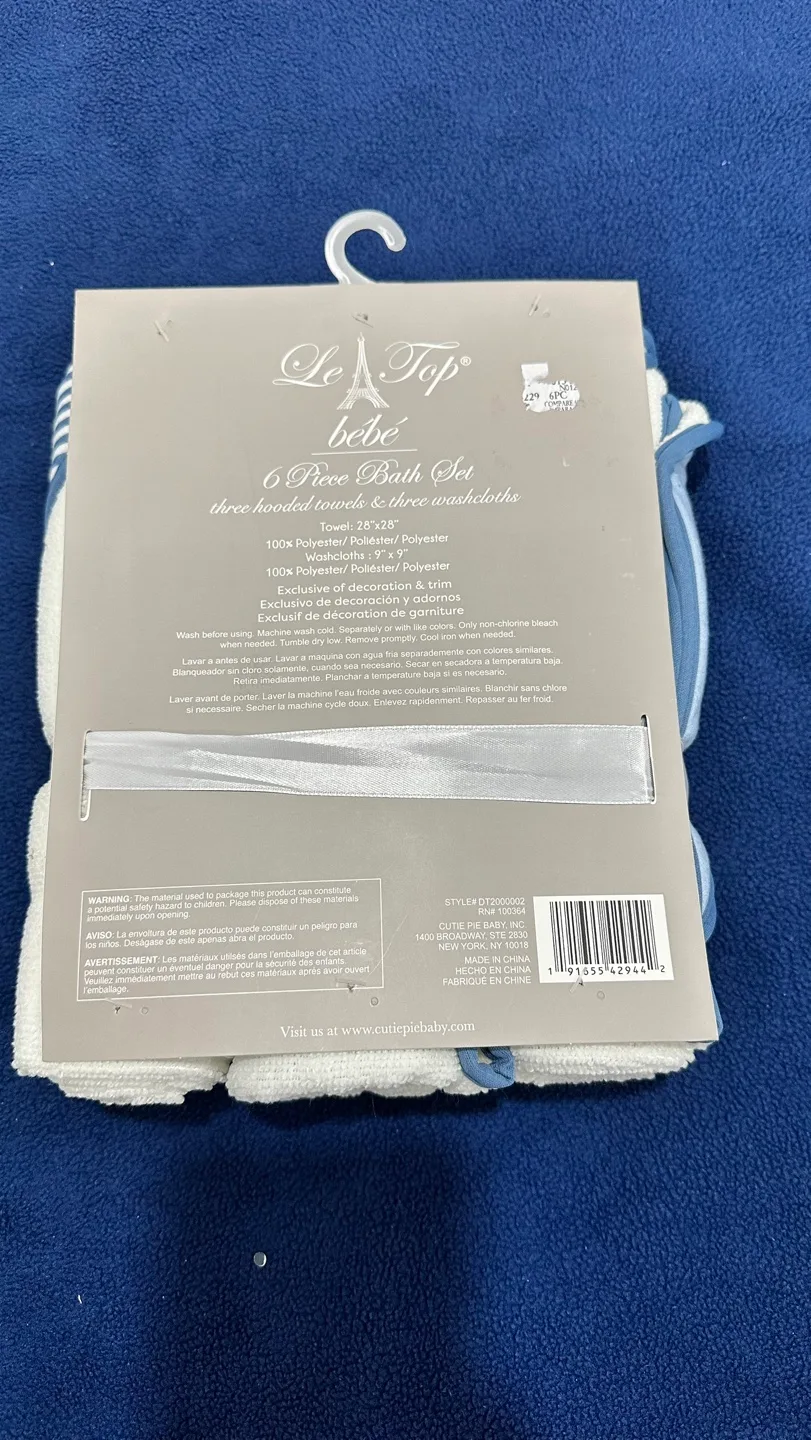 Le Top®
bébé
6 Piece Bath Set
three hooded towels & three washcloths
Towel: 28"x28"
100% Polyester/ Poliéster/ Polyester
Washcloths : 9" x 9"
100% Polyester/ Poliéster/ Polyester
Exclusive of decoration & trim
Exclusivo de decoración y adornos
Exclusif de décoration de garniture
Wash before using. Machine wash cold. Separately or with like colors. Only non-chlorine bleach
when needed. Tumble dry low. Remove promptly. Cool iron when needed.
Lavar a antes de usar. Lavar a maquina con agua fria separadamente con colores similares.
Blanqueador sin cloro solamente, cuando sea necesario. Secar en secadora a temperatura baja.
Retira imediatamente. Planchar a temperatura baja si es necesario.
Laver avant de porter. Laver la machine l'eau froide avec couleurs similaires. Blanchir sans chlore
si necessaire. Secher la machine cycle doux. Enlevez rapidenment. Repasser au fer froid.
229 6PC
COMPARE
WARNING: The material used to package this product can constitute
a potential safety hazard to children. Please dispose of these materials
immediately upon opening.
AVISO: La envoltura de este producto puede constituir un peligro para
los niños. Deságase de este apenas abra el producto.
AVERTISSEMENT: Les matériaux utilisés dans l'emballage de cet article
peuvent constituer un éventuel danger pour la sécurité des enfants.
Veuillez immédiatement mettre au rebut ces matériaux après avoir ouvert
l'emballage.
STYLE# DT2000002
RN# 100364
CUTIE PIE BABY, INC.
1400 BROADWAY, STE 2830
NEW YORK, NY 10018
MADE IN CHINA
HECHO EN CHINA
FABRIQUÉ EN CHINE
1 91655 42944 2
Visit us at www.cutiepiebaby.com